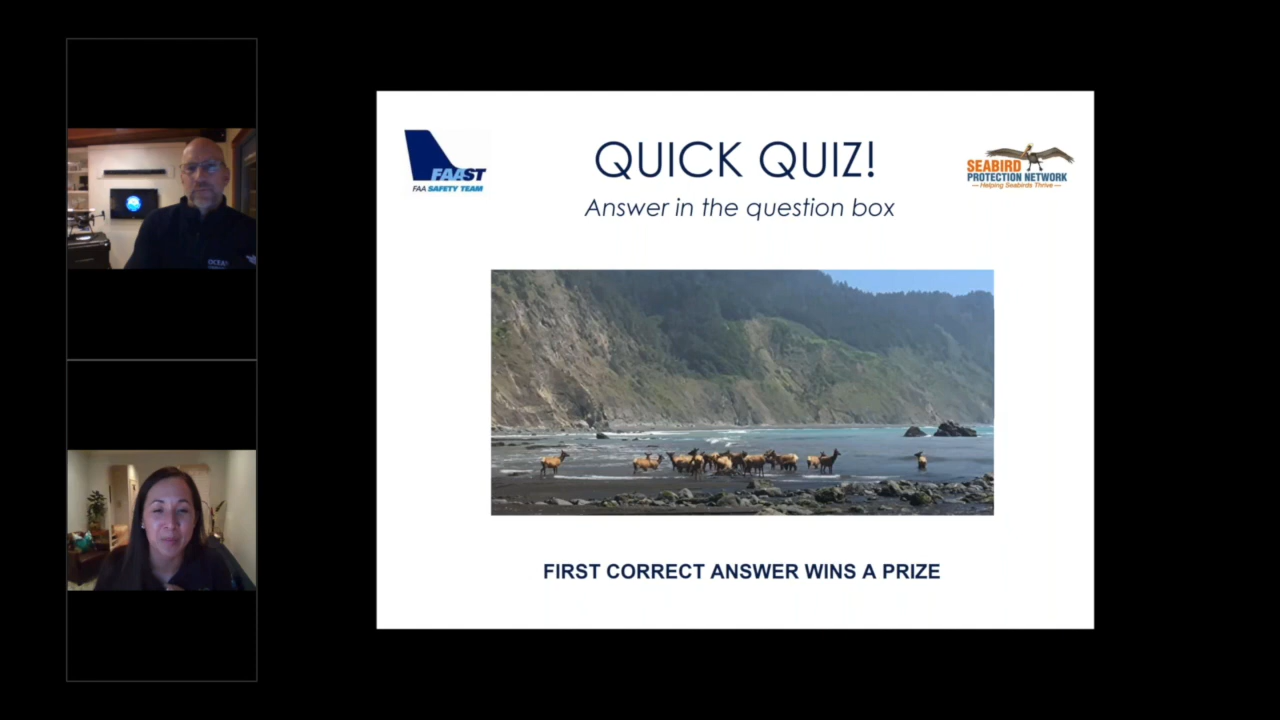 QUICK QUIZ!
Answer in the question box
FAAST
FAA SAFETY TEAM
SEABIRD
PROTECTION NETWORK
Helping Seabirds Thrive
FIRST CORRECT ANSWER WINS A PRIZE